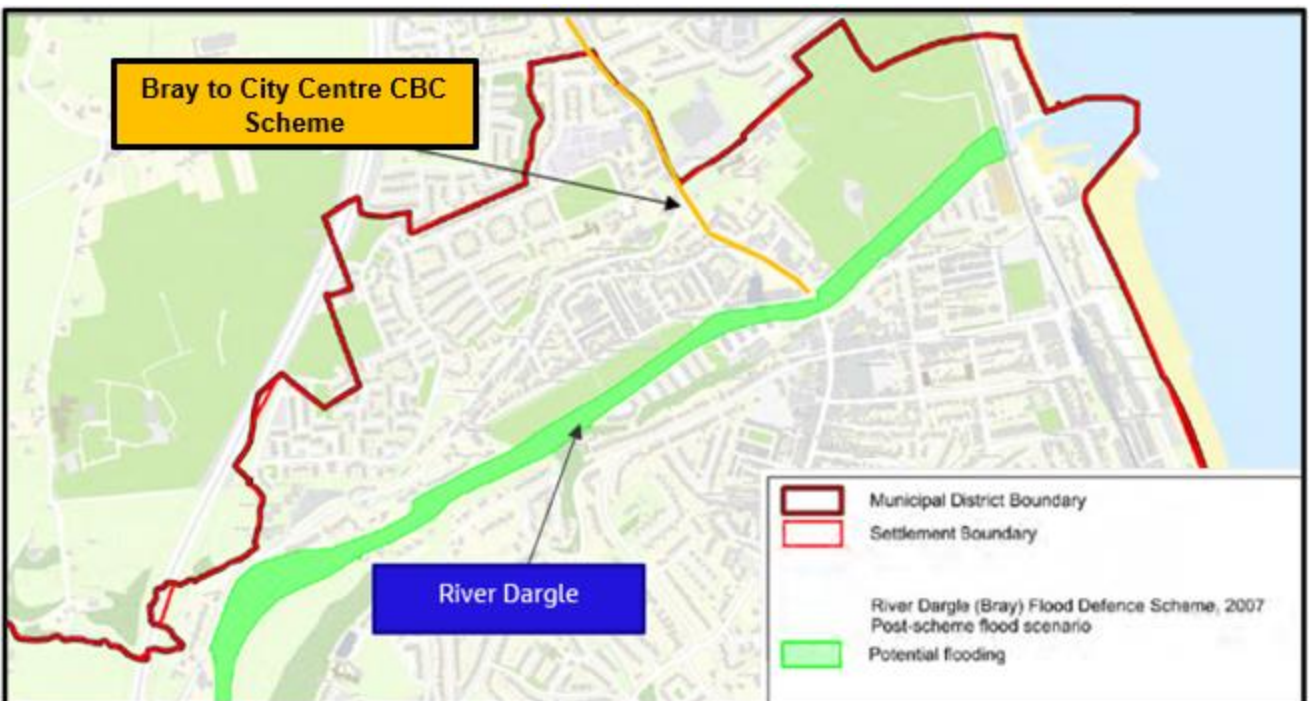 Bray to City Centre CBC
Scheme
River Dargle
Municipal District Boundary
Settlement Boundary
River Dargle (Bray) Flood Defence Scheme, 2007
Post-scheme flood scenario
Potential flooding